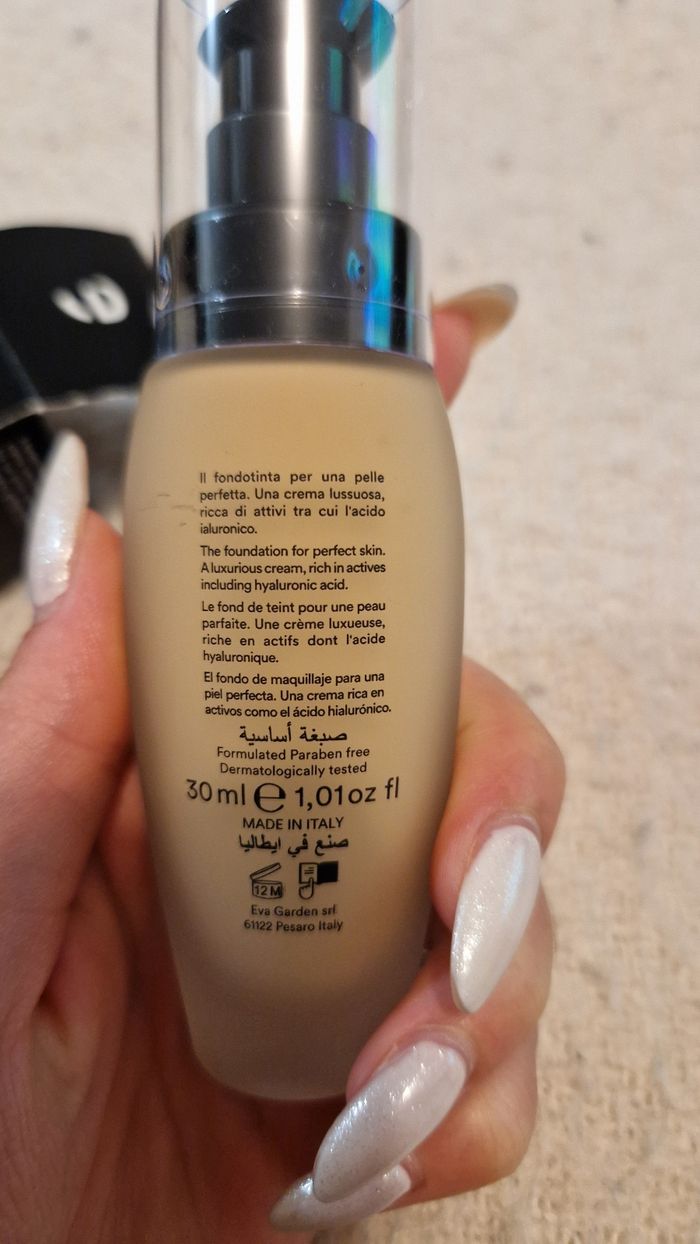 Il fondotinta per una pelle
perfetta. Una crema lussuosa,
ricca di attivi tra cui l'acido
ialuronico.
The foundation for perfect skin.
A luxurious cream, rich in actives
including hyaluronic acid.
Le fond de teint pour une peau
parfaite. Une crème luxueuse,
riche en actifs dont l'acide
hyaluronique.
El fondo de maquillaje para una
piel perfecta. Una crema rica en
activos como el ácido hialurónico.
صبغة أساسية
Formulated Paraben free
Dermatologically tested
30 ml e 1,01oz fl
MADE IN ITALY
صنع في ايطاليا
12 M
Eva Garden srl
61122 Pesaro Italy